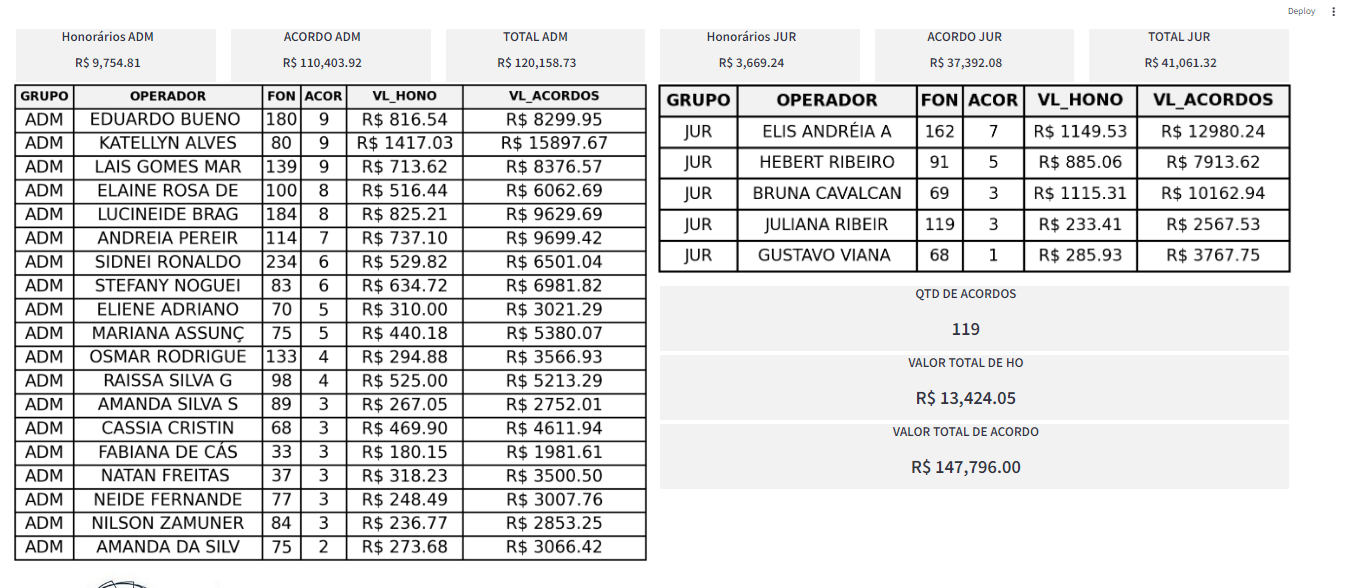 Deploy
Honorários ADM
R$ 9,754.81
ACORDO ADM
R$ 110,403.92
TOTAL ADM
R$ 120,158.73
Honorários JUR
R$ 3,669.24
ACORDO JUR
R$ 37,392.08
TOTAL JUR
R$ 41,061.32
GRUPO OPERADOR FON ACOR VL_HONO VL_ACORDOS
ADM EDUARDO BUENO 180 9 R$ 816.54 R$ 8299.95
ADM KATELLYN ALVES 80 9 R$ 1417.03 R$ 15897.67
ADM LAIS GOMES MAR 139 9 R$ 713.62 R$ 8376.57
ADM ELAINE ROSA DE 100 8 R$ 516.44 R$ 6062.69
ADM LUCINEIDE BRAG 184 8 R$ 825.21 R$ 9629.69
ADM ANDREIA PEREIR 114 7 R$ 737.10 R$ 9699.42
ADM SIDNEI RONALDO 234 6 R$ 529.82 R$ 6501.04
ADM STEFANY NOGUEI 83 6 R$ 634.72 R$ 6981.82
ADM ELIENE ADRIANO 70 5 R$ 310.00 R$ 3021.29
ADM MARIANA ASSUNÇ 75 5 R$ 440.18 R$ 5380.07
ADM OSMAR RODRIGUE 133 4 R$ 294.88 R$ 3566.93
ADM RAISSA SILVA G 98 4 R$ 525.00 R$ 5213.29
ADM AMANDA SILVA S 89 3 R$ 267.05 R$ 2752.01
ADM CASSIA CRISTIN 68 3 R$ 469.90 R$ 4611.94
ADM FABIANA DE CÁS 33 3 R$ 180.15 R$ 1981.61
ADM NATAN FREITAS 37 3 R$ 318.23 R$ 3500.50
ADM NEIDE FERNANDE 77 3 R$ 248.49 R$ 3007.76
ADM NILSON ZAMUNER 84 3 R$ 236.77 R$ 2853.25
ADM AMANDA DA SILV 75 2 R$ 273.68 R$ 3066.42
GRUPO OPERADOR FON ACOR VL_HONO VL_ACORDOS
JUR ELIS ANDRÉIA A 162 7 R$ 1149.53 R$ 12980.24
JUR HEBERT RIBEIRO 91 5 R$ 885.06 R$ 7913.62
JUR BRUNA CAVALCAN 69 3 R$ 1115.31 R$ 10162.94
JUR JULIANA RIBEIR 119 3 R$ 233.41 R$ 2567.53
JUR GUSTAVO VIANA 68 1 R$ 285.93 R$ 3767.75
QTD DE ACORDOS
119
VALOR TOTAL DE HO
R$ 13,424.05
VALOR TOTAL DE ACORDO
R$ 147,796.00